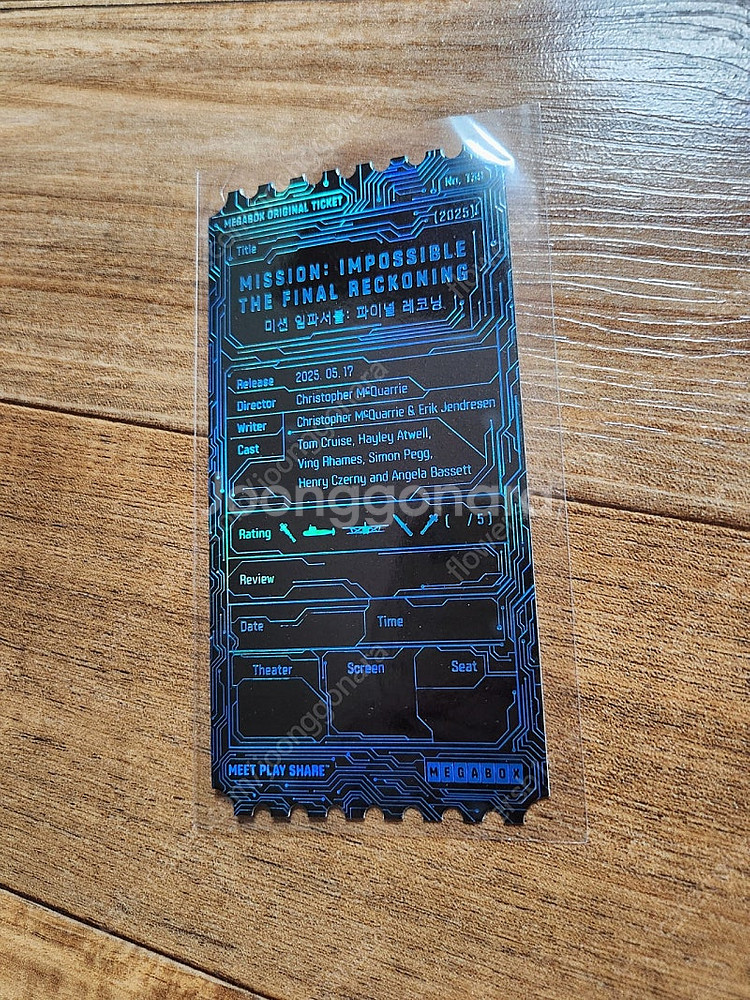 MEGABOX ORIGINAL TICKET
(2025)
Title
MISSION: IMPOSSIBLE
THE FINAL RECKONING
미션 임파서블: 파이널 레코닝
Release 2025. 05. 17
Director Christopher McQuarrie
Writer Christopher McQuarrie & Erik Jendresen
Cast Tom Cruise, Hayley Atwell,
Ving Rhames, Simon Pegg,
Henry Czerny and Angela Bassett
joonggonara
Rating ( /5)
Review
Date Time
Theater Screen Seat
MEET PLAY SHARE™ MEGABOX